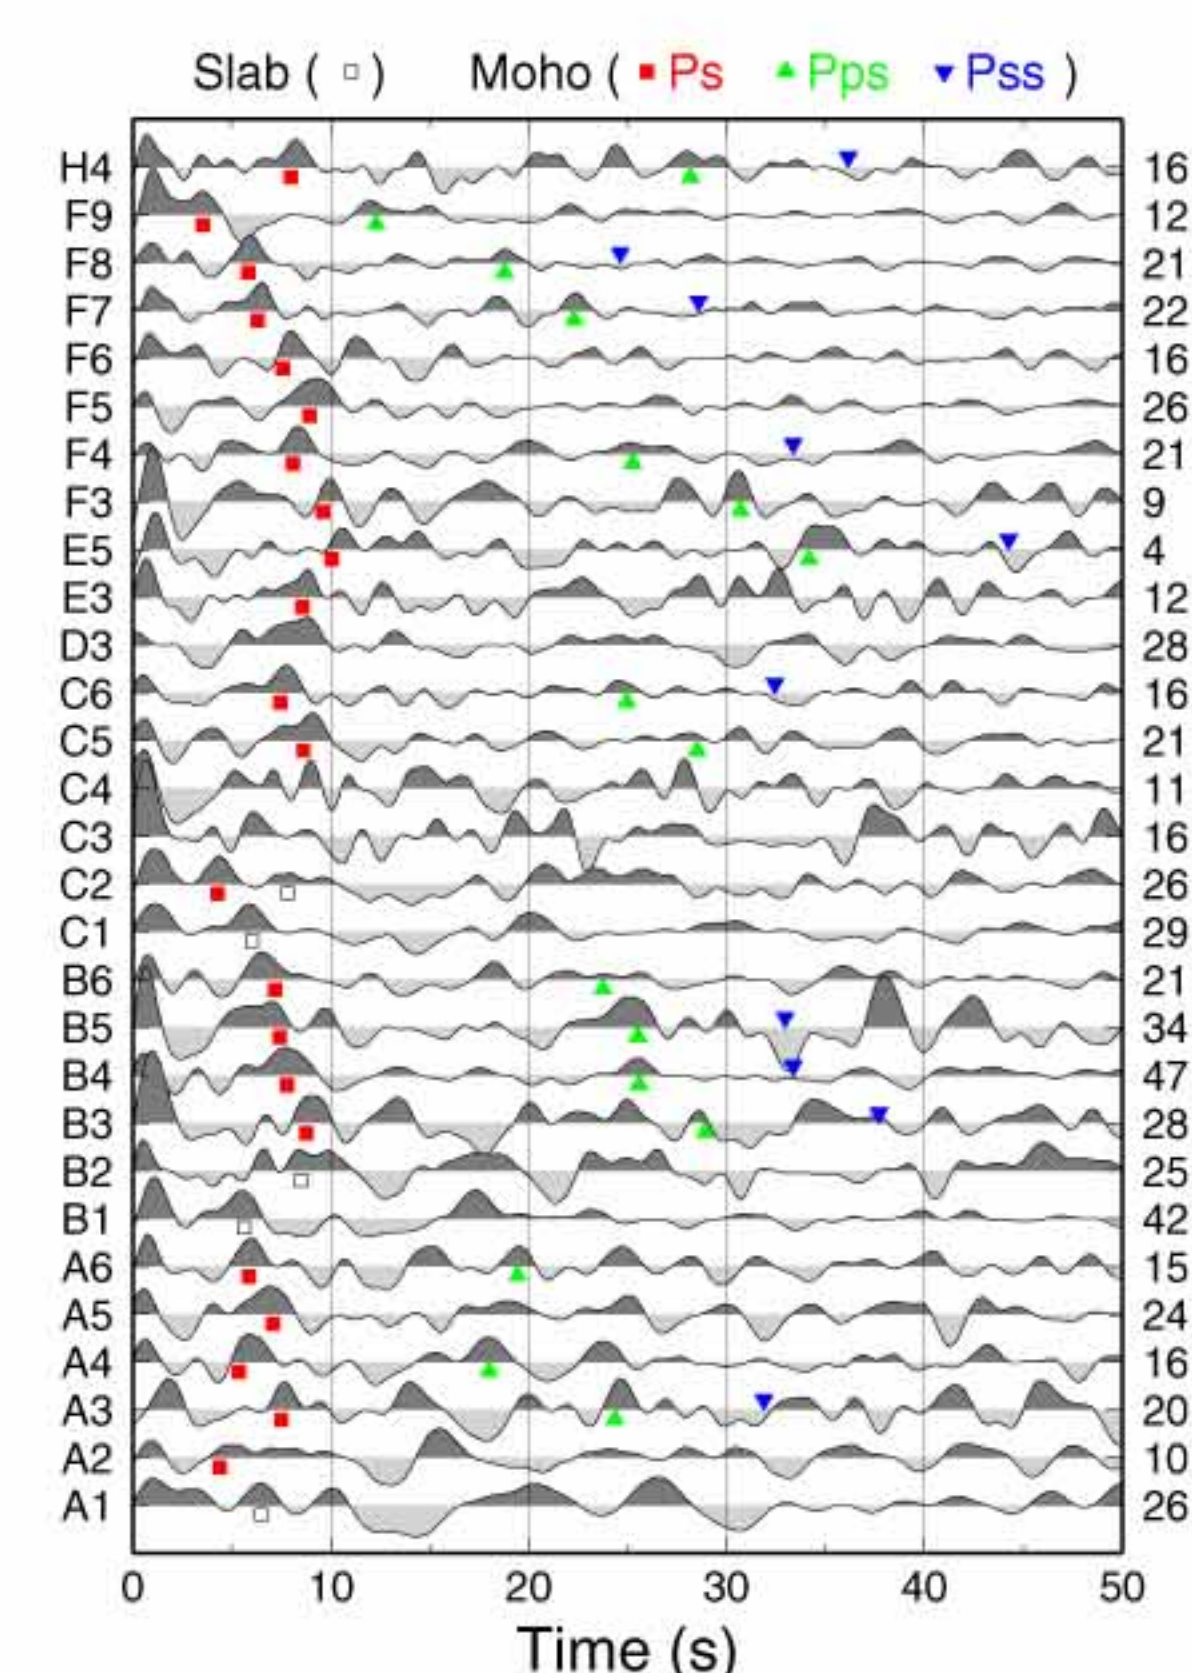 Slab ( □ ) Moho ( ■ Ps ▲ Pps ▼ Pss )
H4 16
F9 12
F8 21
F7 22
F6 16
F5 26
F4 21
F3 9
E5 4
E3 12
D3 28
C6 16
C5 21
C4 11
C3 16
C2 26
C1 29
B6 21
B5 34
B4 47
B3 28
B2 25
B1 42
A6 15
A5 24
A4 16
A3 20
A2 10
A1 26
0 10 20 30 40 50
Time (s)